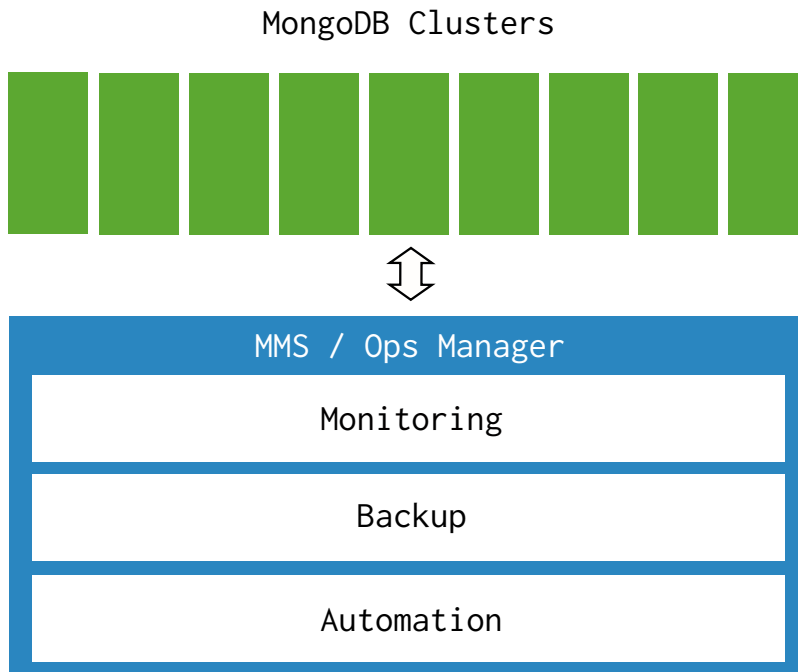 MongoDB Clusters
MMS / Ops Manager
Monitoring
Backup
Automation